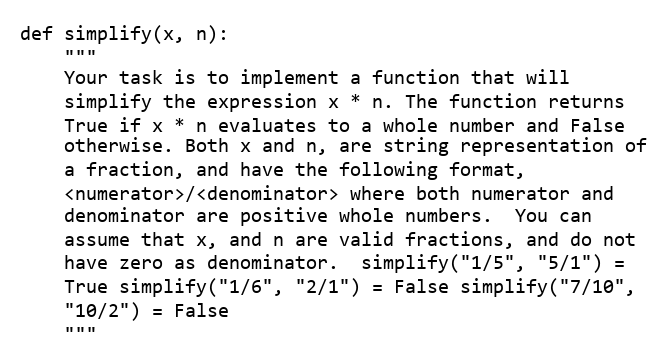 def simplify(x, n):
"""
Your task is to implement a function that will
simplify the expression x * n. The function returns
True if x * n evaluates to a whole number and False
otherwise. Both x and n, are string representation of
a fraction, and have the following format,
<numerator>/<denominator> where both numerator and
denominator are positive whole numbers.  You can
assume that x, and n are valid fractions, and do not
have zero as denominator.  simplify("1/5", "5/1") =
True simplify("1/6", "2/1") = False simplify("7/10",
"10/2") = False
"""